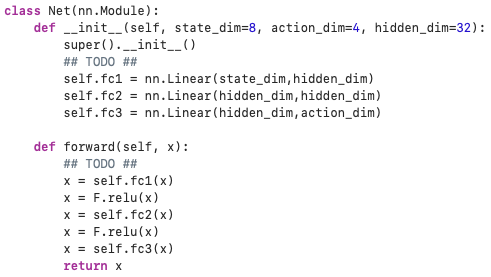 class Net(nn.Module):
    def __init__(self, state_dim=8, action_dim=4, hidden_dim=32):
        super().__init__()
        ## TODO ##
        self.fc1 = nn.Linear(state_dim,hidden_dim)
        self.fc2 = nn.Linear(hidden_dim,hidden_dim)
        self.fc3 = nn.Linear(hidden_dim,action_dim)

    def forward(self, x):
        ## TODO ##
        x = self.fc1(x)
        x = F.relu(x)
        x = self.fc2(x)
        x = F.relu(x)
        x = self.fc3(x)
        return x